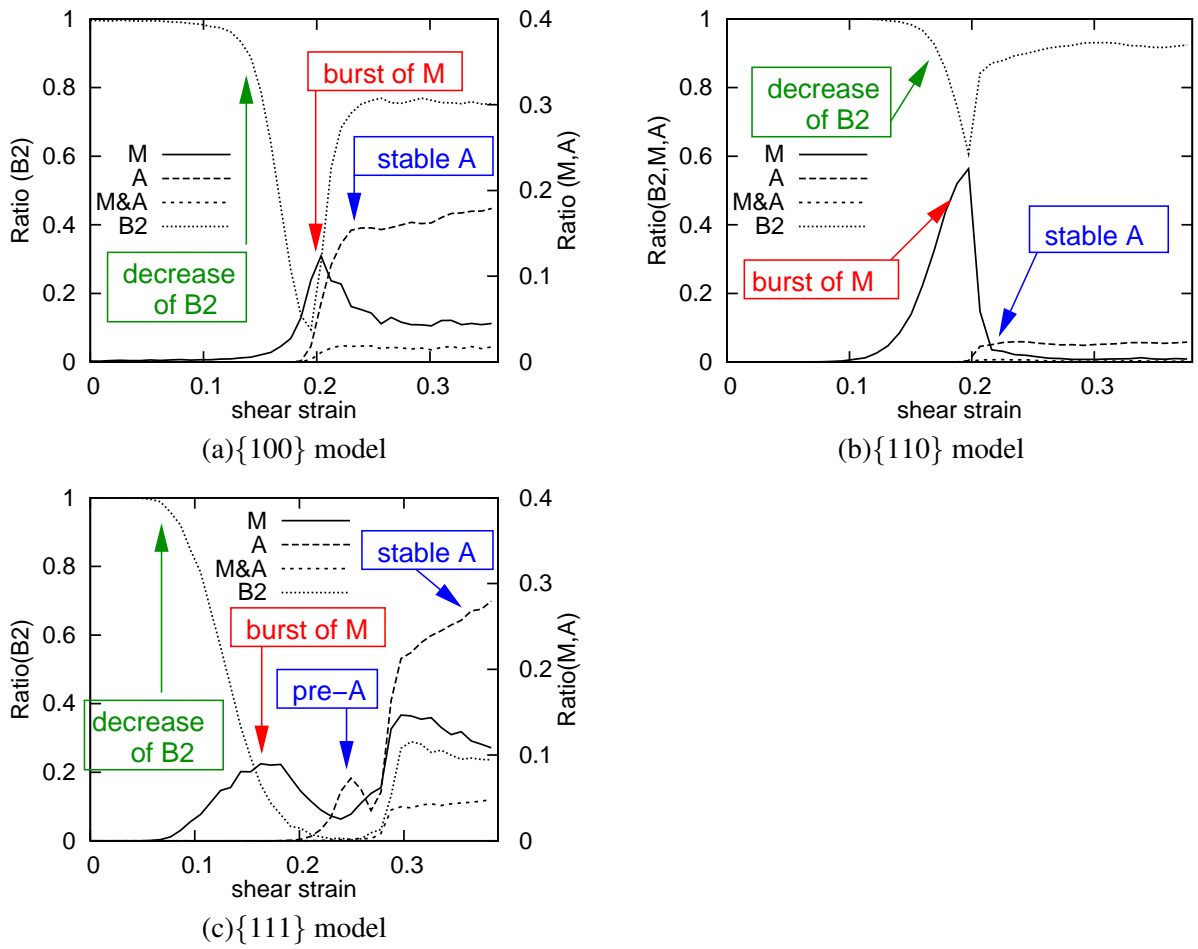 1
0.8
0.6
0.4
0.2
0
0.4
0.3
0.2
0.1
0
0
0.1
0.2
0.3
Ratio (B2)
Ratio (M,A)
shear strain
M
A
M&A
B2
burst of M
stable A
decrease
of B2
(a){100} model
1
0.8
0.6
0.4
0.2
0
0
0.1
0.2
0.3
Ratio(B2,M,A)
shear strain
M
A
M&A
B2
decrease
of B2
burst of M
stable A
(b){110} model
1
0.8
0.6
0.4
0.2
0
0.4
0.3
0.2
0.1
0
0
0.1
0.2
0.3
Ratio(B2)
Ratio(M,A)
shear strain
M
A
M&A
B2
stable A
burst of M
pre−A
decrease
of B2
(c){111} model